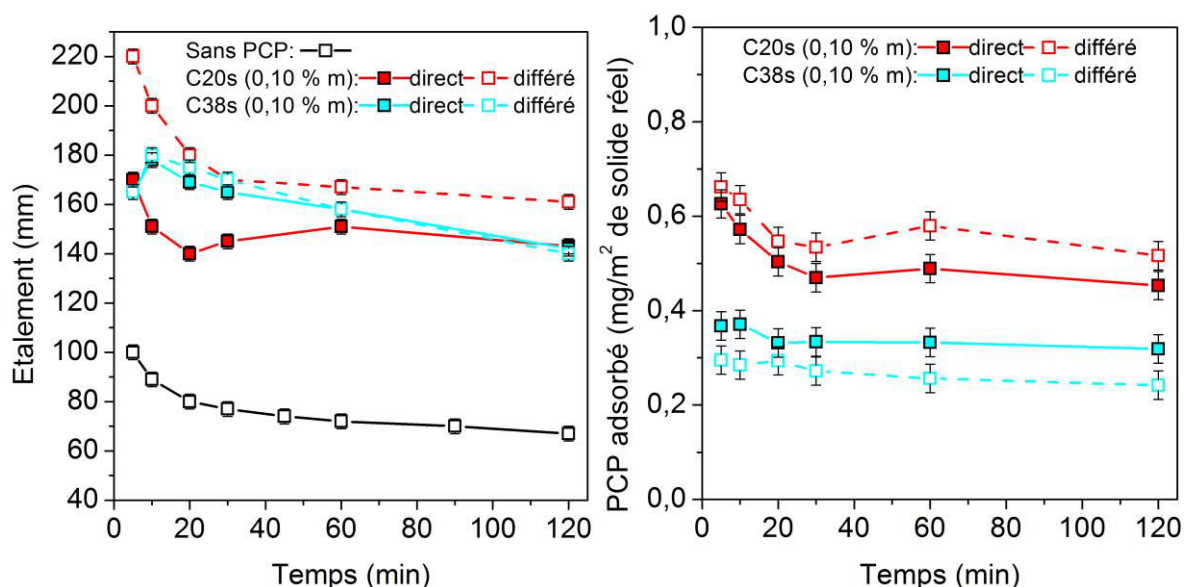 Etalement (mm)
220
200
180
160
140
120
100
80
60
40
Sans PCP:
C20s (0,10 % m): direct différé
C38s (0,10 % m): direct différé
0 20 40 60 80 100 120
Temps (min)
PCP adsorbé (mg/m² de solide réel)
1,0
0,8
0,6
0,4
0,2
0,0
C20s (0,10 % m): direct différé
C38s (0,10 % m): direct différé
0 20 40 60 80 100 120
Temps (min)